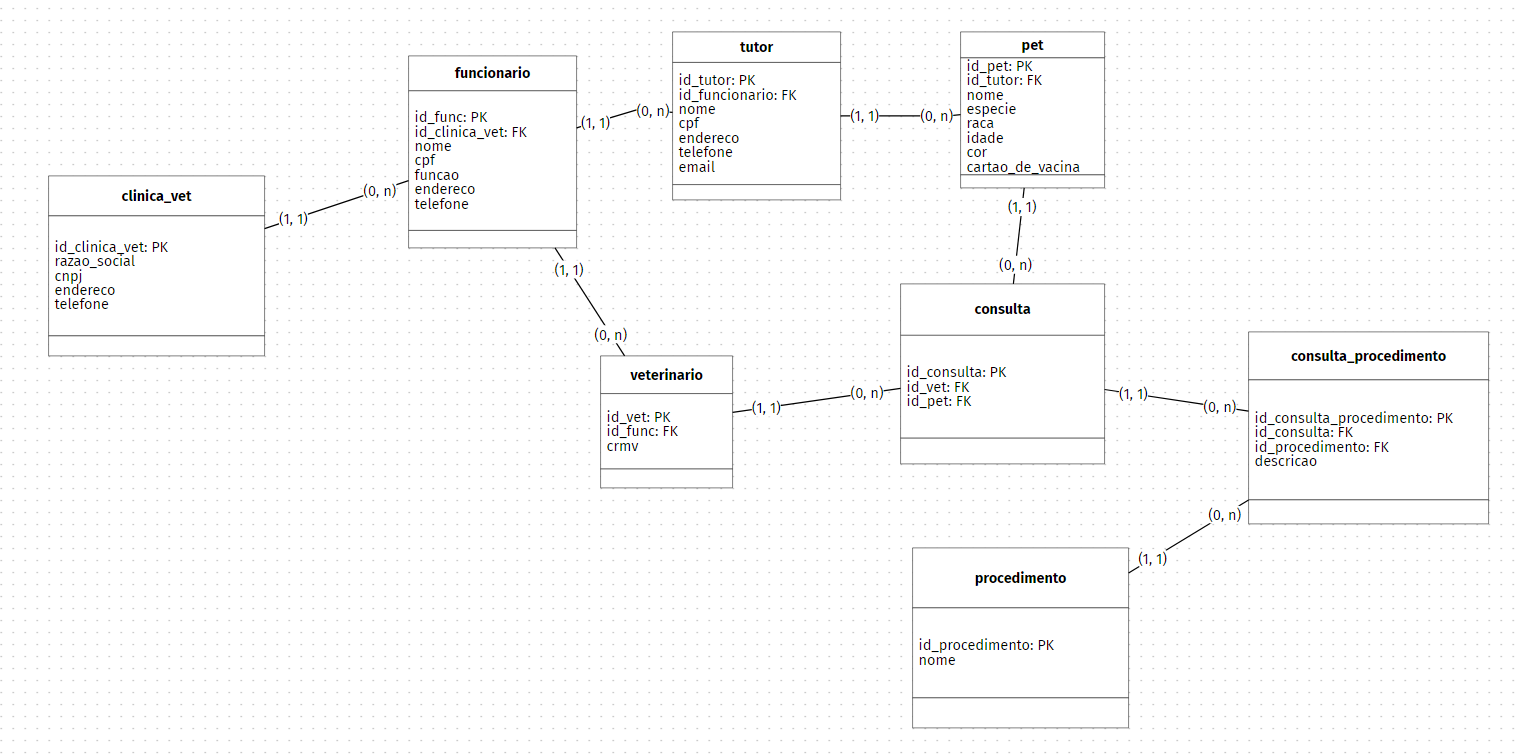 clinica_vet
id_clinica_vet: PK
razao_social
cnpj
endereco
telefone
(1, 1)
(0, n)
funcionario
id_func: PK
id_clinica_vet: FK
nome
cpf
funcao
endereco
telefone
(1, 1)
(0, n)
tutor
id_tutor: PK
id_funcionario: FK
nome
cpf
endereco
telefone
email
(1, 1)
(0, n)
pet
id_pet: PK
id_tutor: FK
nome
especie
raca
idade
cor
cartao_de_vacina
(1, 1)
(0, n)
(1, 1)
(0, n)
veterinario
id_vet: PK
id_func: FK
crmv
(1, 1)
(0, n)
consulta
id_consulta: PK
id_vet: FK
id_pet: FK
(1, 1)
(0, n)
consulta_procedimento
id_consulta_procedimento: PK
id_consulta: FK
id_procedimento: FK
descricao
(0, n)
(1, 1)
procedimento
id_procedimento: PK
nome